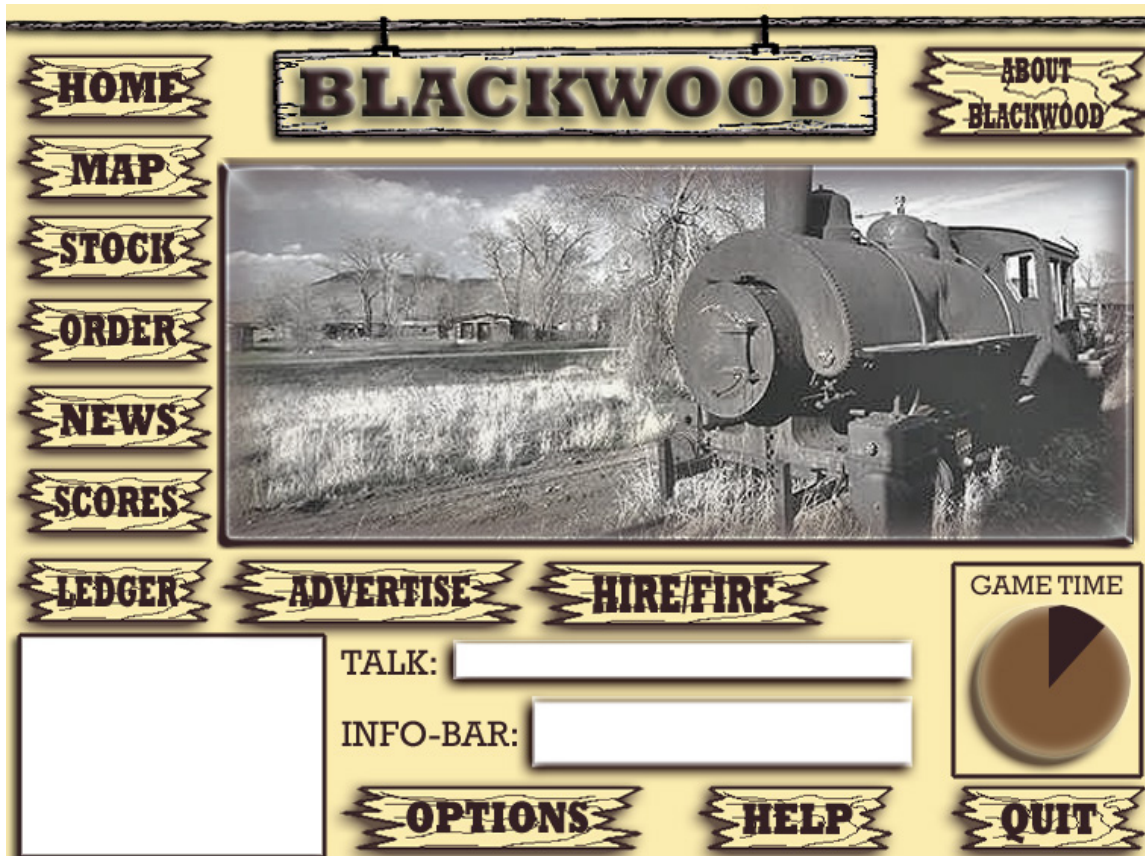 BLACKWOOD
HOME
ABOUT
BLACKWOOD
MAP
STOCK
ORDER
NEWS
SCORES
LEDGER
ADVERTISE
HIRE/FIRE
GAME TIME
TALK:
INFO-BAR:
OPTIONS
HELP
QUIT